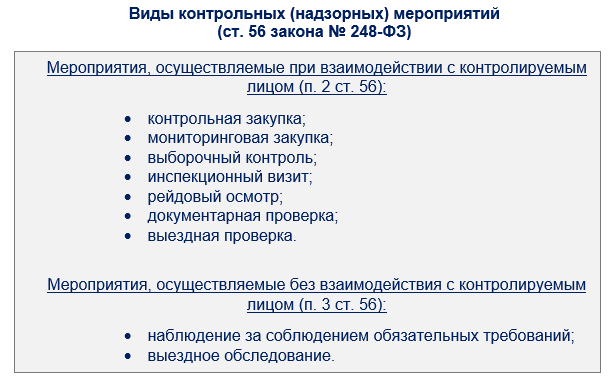 Виды контрольных (надзорных) мероприятий
(ст. 56 закона № 248-ФЗ)
Мероприятия, осуществляемые при взаимодействии с контролируемым
лицом (п. 2 ст. 56):
• контрольная закупка;
• мониторинговая закупка;
• выборочный контроль;
• инспекционный визит;
• рейдовый осмотр;
• документарная проверка;
• выездная проверка.
Мероприятия, осуществляемые без взаимодействия с контролируемым
лицом (п. 3 ст. 56):
• наблюдение за соблюдением обязательных требований;
• выездное обследование.